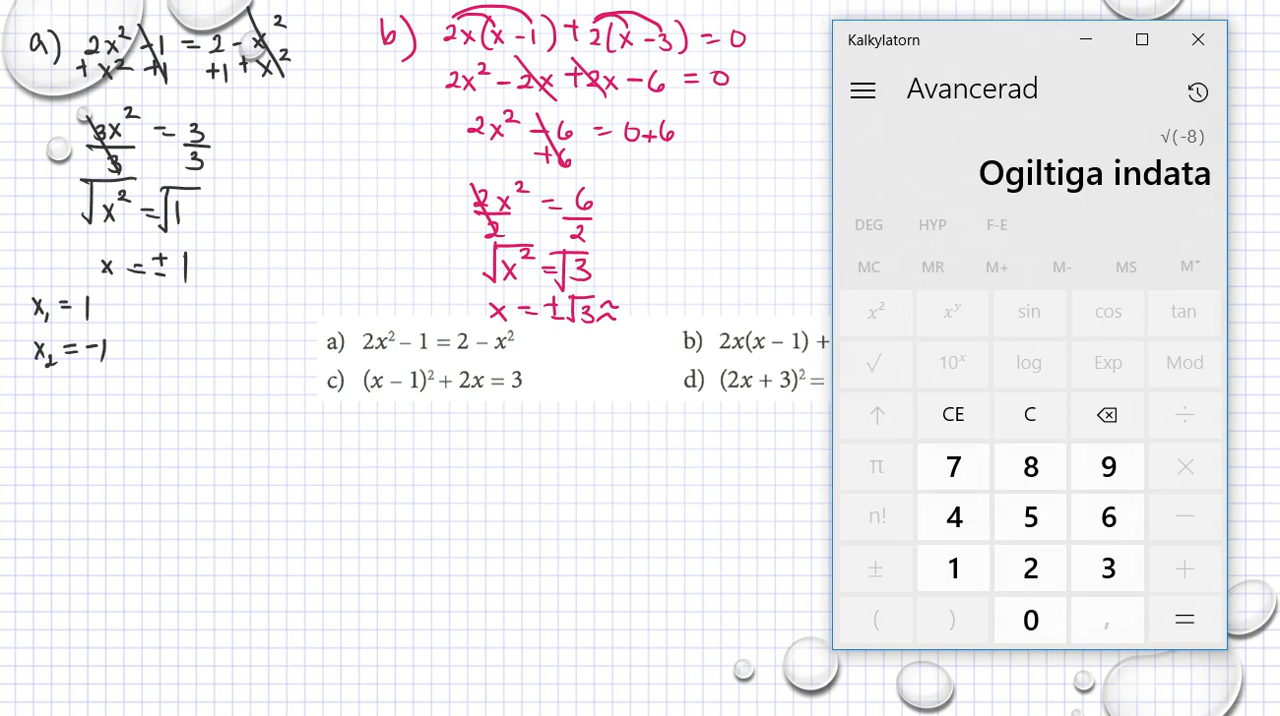 a) 2x² - 1 = 2 - x²
+x² +1 +1 +x²
3x²/3 = 3/3
√x² = √1
x = ± 1
x₁ = 1
x₂ = -1
b) 2x(x - 1) + 2(x - 3) = 0
2x² - 2x + 2x - 6 = 0
2x² - 6 = 0+6
+6
2x²/2 = 6/2
√x² = √3
x = ±√3 ≈
a) 2x² – 1 = 2 – x²
b) 2x(x – 1) +
c) (x – 1)² + 2x = 3
d) (2x + 3)² =
Kalkylatorn
Avancerad
√(-8)
Ogiltiga indata
DEG HYP F-E
MC MR M+ M- MS M˅
x² xʸ sin cos tan
√ 10ˣ log Exp Mod
↑ CE C ⌫ ÷
π 7 8 9 ×
n! 4 5 6 −
± 1 2 3 +
( ) 0 , =